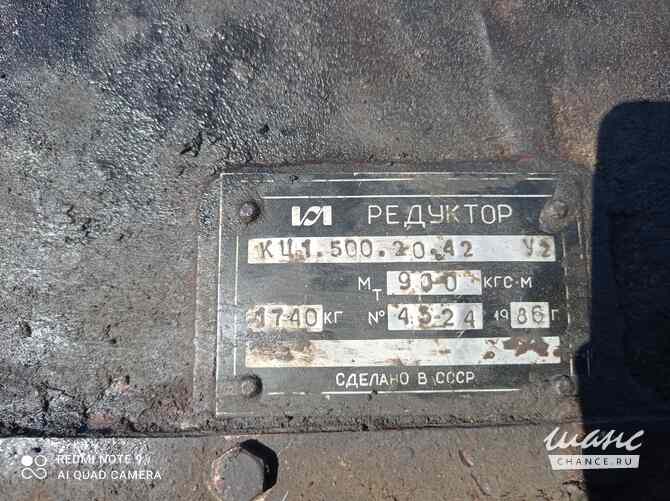 РЕДУКТОР
КЦ1.500.20.42 У2
МТ 900 КГС·М
1740 КГ № 4524 1986 Г
СДЕЛАНО В СССР
REDMI NOTE 9
AI QUAD CAMERA
шанс
CHANCE.RU